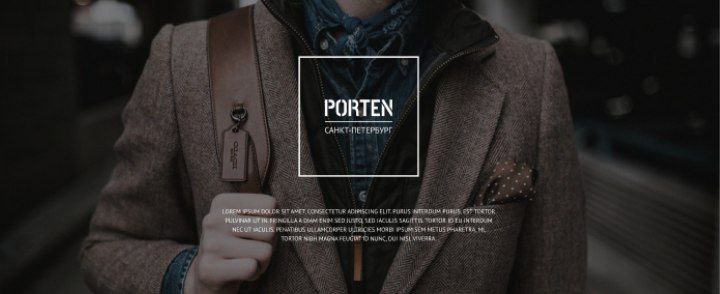 PORTEN
САНКТ-ПЕТЕРБУРГ
LOREM IPSUM DOLOR SIT AMET, CONSECTETUR ADIPISCING ELIT. PURUS INTERDUM PURUS, EST TORTOR,
PULVINAR UT IN, FRINGILLA A DIAM ENIM SED JUSTO, SED IACULIS SAGITTIS. TORTOR, ID EU INTERDUM
NEC UT IACULIS. PENATIBUS ULLAMCORPER ULTRICIES MORBI IPSUM SEM METUS PHARETRA, MI,
TORTOR NIBH MAGNA FEUGIAT ID NUNC, DUI NISL VIVERRA.